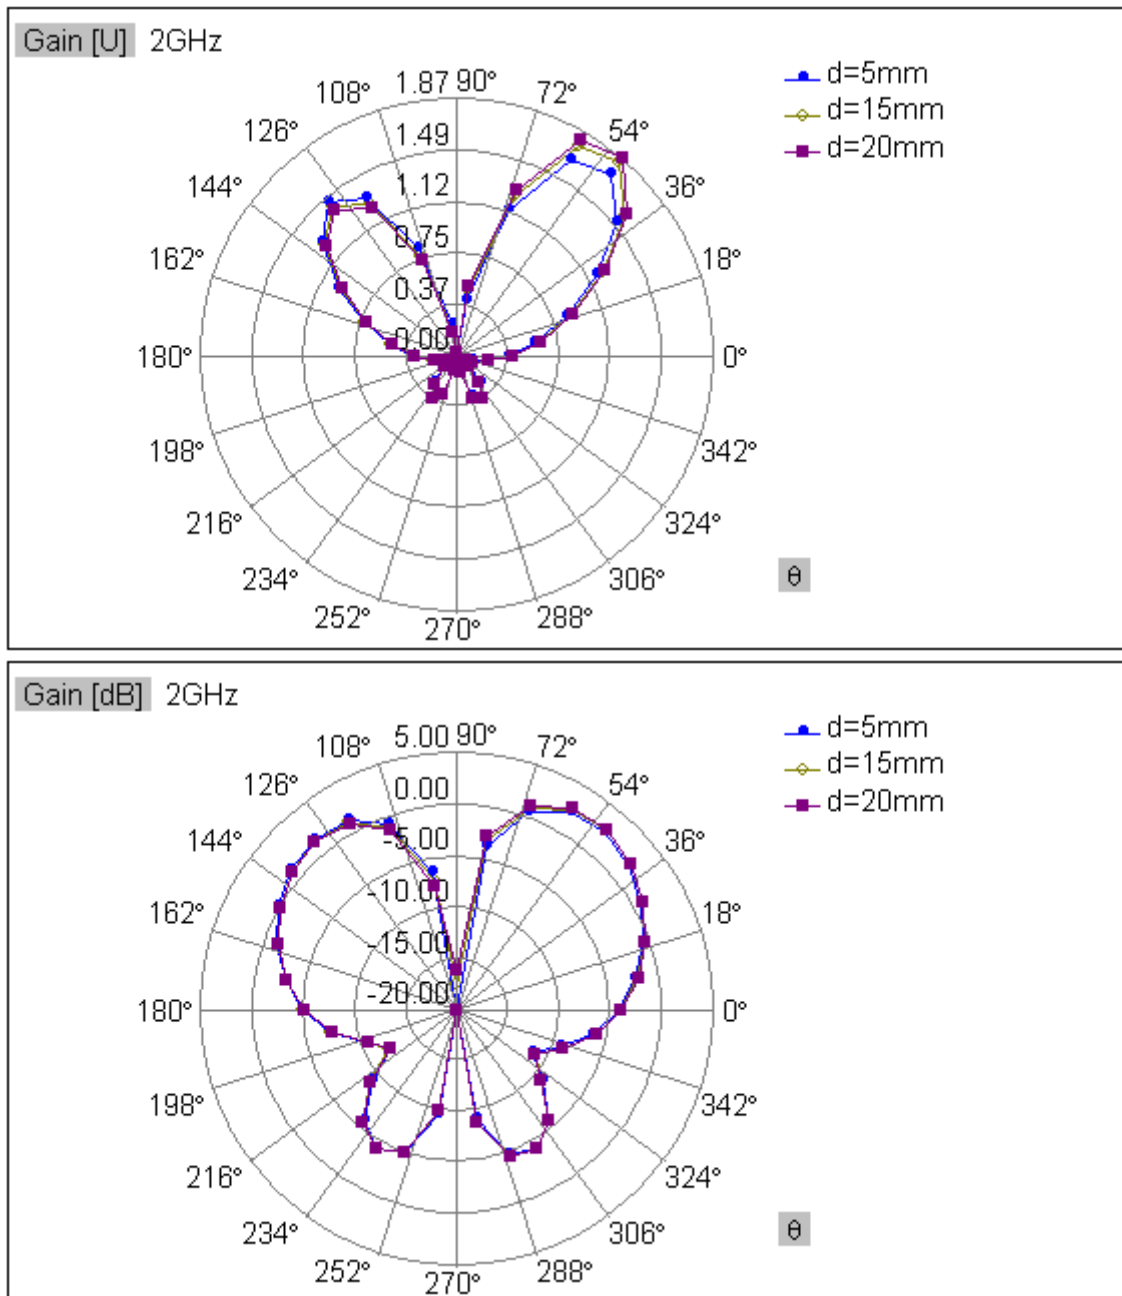 Gain [U] 2GHz
d=5mm
d=15mm
d=20mm
1.87 90°
108° 72°
126° 1.49 54°
144° 1.12 36°
0.75
162° 0.37 18°
0.00
180° 0°
198° 342°
216° 324°
234° 306°
θ
252° 288°
270°
Gain [dB] 2GHz
d=5mm
d=15mm
d=20mm
5.00 90°
108° 72°
126° 0.00 54°
-5.00
144° 36°
-10.00
162° -15.00 18°
-20.00
180° 0°
198° 342°
216° 324°
234° 306°
θ
252° 288°
270°